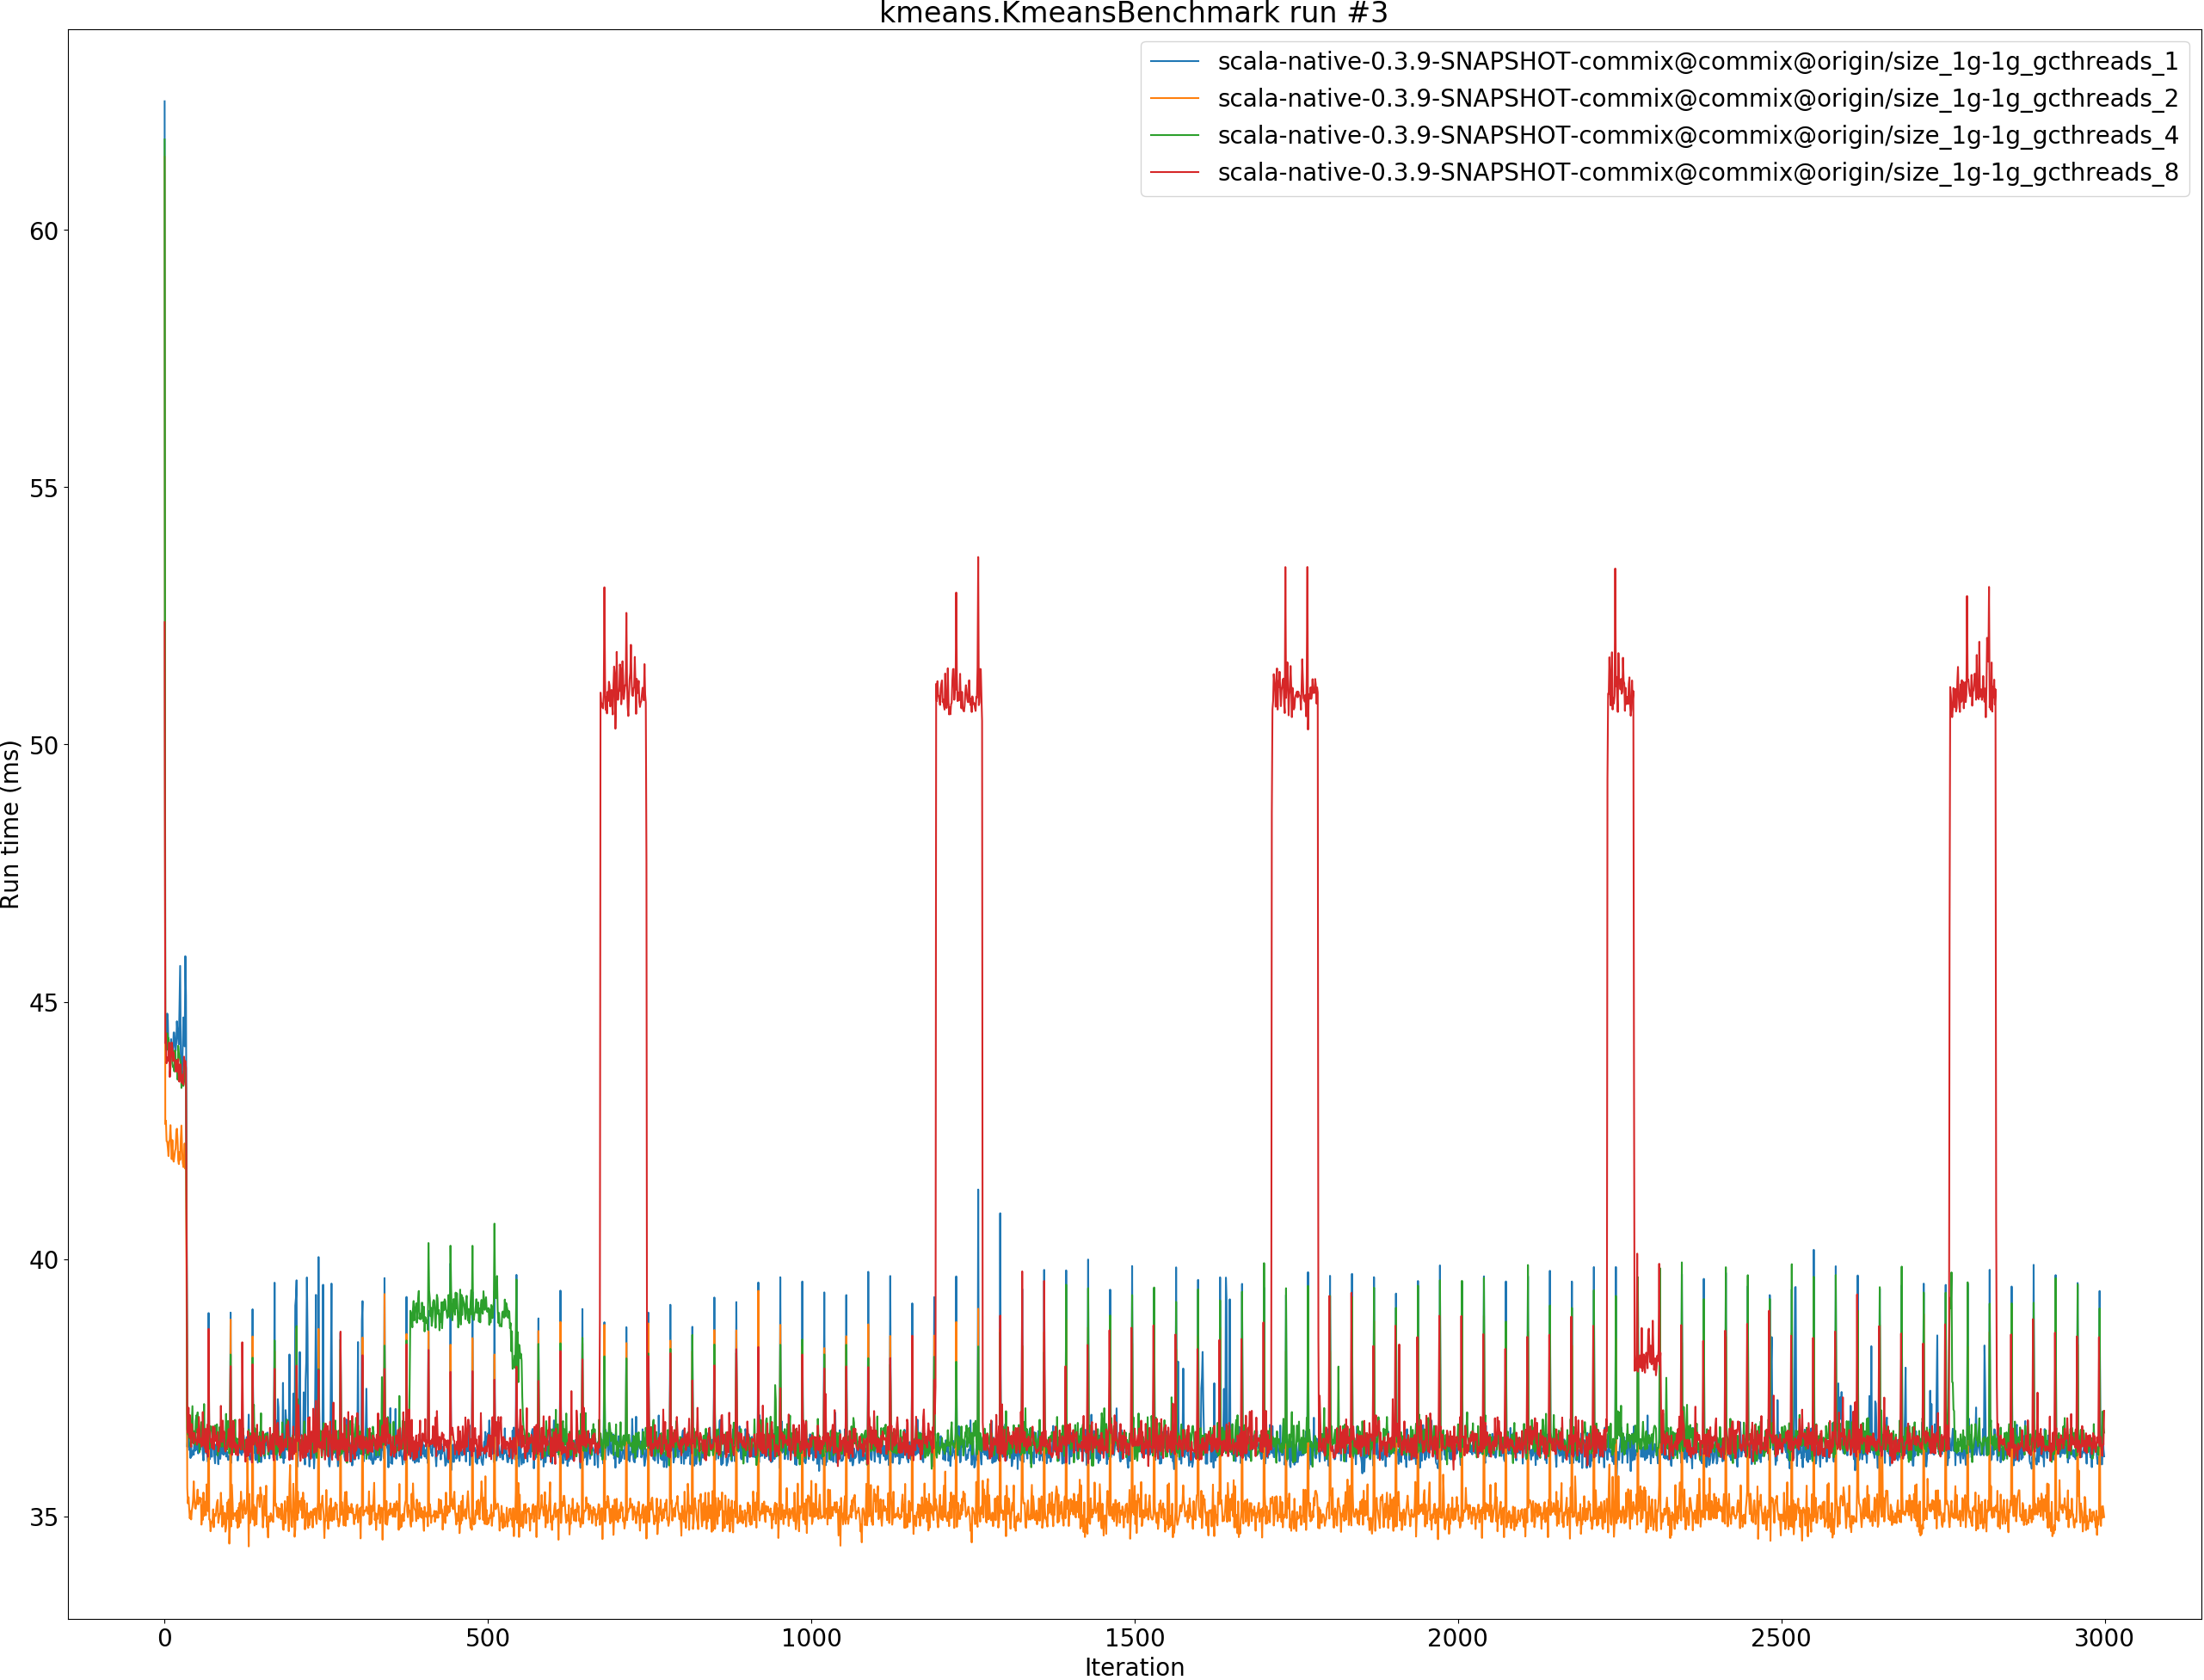 kmeans.KmeansBenchmark run #3
scala-native-0.3.9-SNAPSHOT-commix@commix@origin/size_1g-1g_gcthreads_1
scala-native-0.3.9-SNAPSHOT-commix@commix@origin/size_1g-1g_gcthreads_2
scala-native-0.3.9-SNAPSHOT-commix@commix@origin/size_1g-1g_gcthreads_4
scala-native-0.3.9-SNAPSHOT-commix@commix@origin/size_1g-1g_gcthreads_8
60
55
50
45
40
35
Run time (ms)
0 500 1000 1500 2000 2500 3000
Iteration